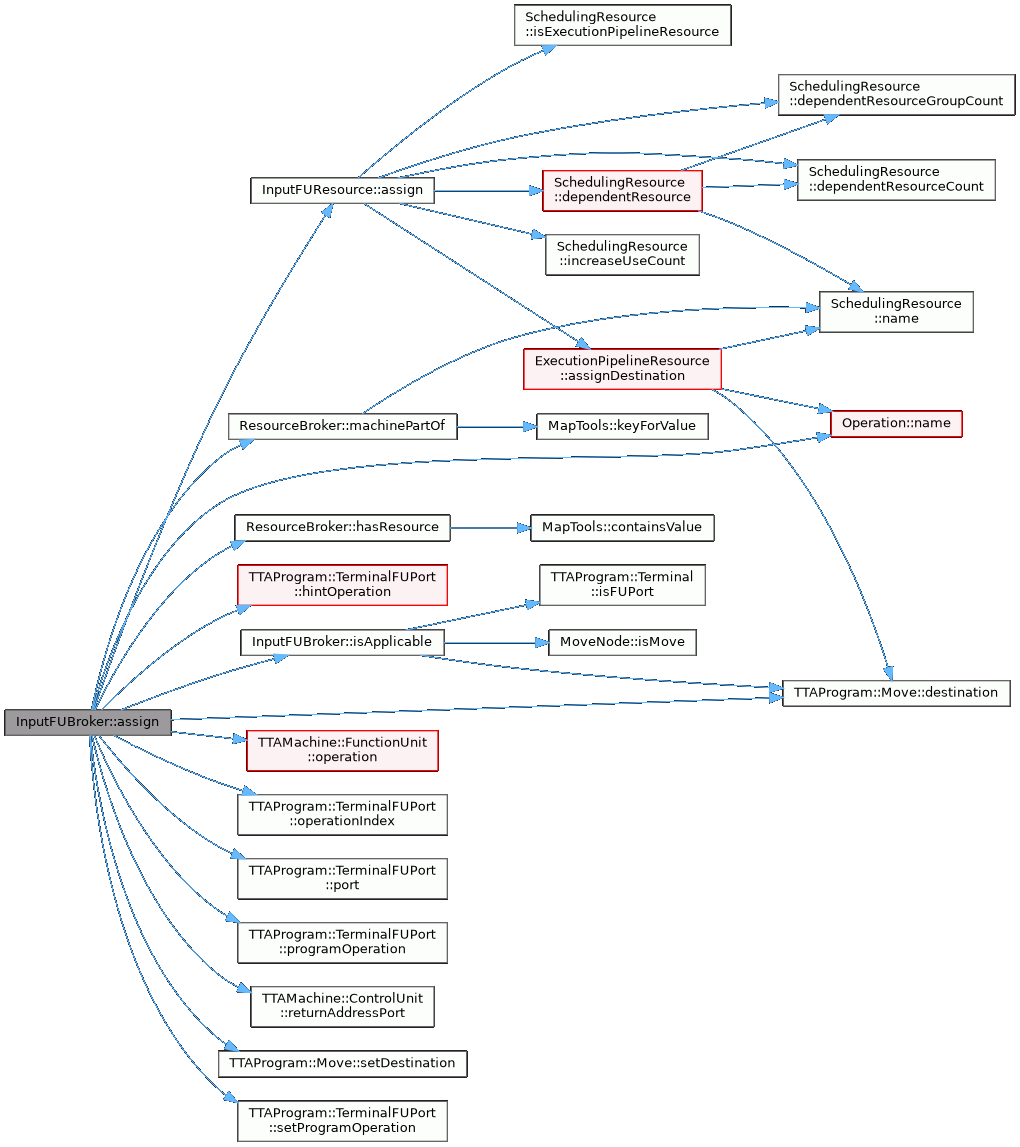 SchedulingResource
::isExecutionPipelineResource
SchedulingResource
::dependentResourceGroupCount
SchedulingResource
::dependentResourceCount
InputFUResource::assign
SchedulingResource
::dependentResource
SchedulingResource
::increaseUseCount
SchedulingResource
::name
ExecutionPipelineResource
::assignDestination
ResourceBroker::machinePartOf
MapTools::keyForValue
Operation::name
ResourceBroker::hasResource
MapTools::containsValue
TTAProgram::TerminalFUPort
::hintOperation
TTAProgram::Terminal
::isFUPort
InputFUBroker::isApplicable
MoveNode::isMove
TTAProgram::Move::destination
InputFUBroker::assign
TTAMachine::FunctionUnit
::operation
TTAProgram::TerminalFUPort
::operationIndex
TTAProgram::TerminalFUPort
::port
TTAProgram::TerminalFUPort
::programOperation
TTAMachine::ControlUnit
::returnAddressPort
TTAProgram::Move::setDestination
TTAProgram::TerminalFUPort
::setProgramOperation